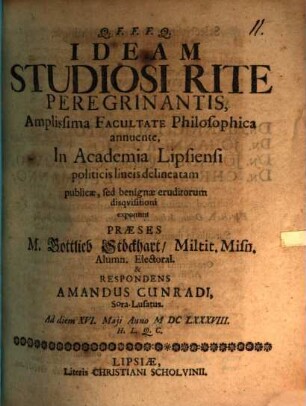 Q. F. F. F. Q.
11.
IDEAM
STUDIOSI RITE
PEREGRINANTIS,
Amplissima FACULTATE Philosophica
annuente,
In Academia Lipsiensi
politicis lineis delineatam
publicæ, sed benignæ eruditorum
disqvisitioni
exponunt
PRÆSES
M. Gottlieb Stöckhart/ Miltit, Misn.
Alumn. Electoral.
&
RESPONDENS
AMANDUS CUNRADI,
Sora-Lusatus.
Ad diem XVI. Maji Anno M DC LXXXVIII.
H. L. Q. C.
LIPSIÆ,
Literis CHRISTIANI SCHOLVINII.